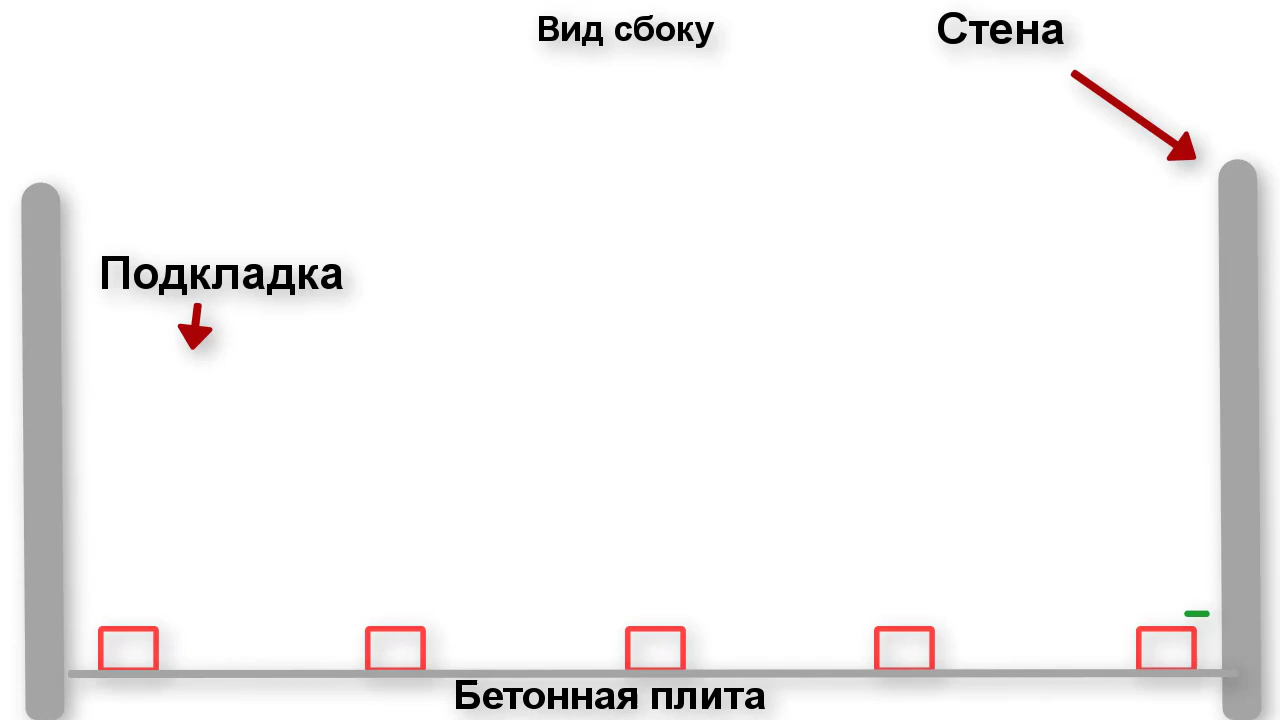 Вид сбоку
Стена
Подкладка
Бетонная плита